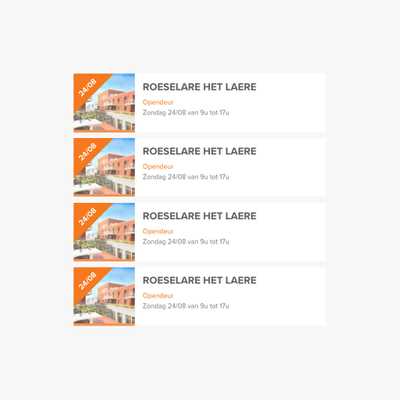 24/08
ROESELARE HET LAERE
Opendeur
Zondag 24/08 van 9u tot 17u
24/08
ROESELARE HET LAERE
Opendeur
Zondag 24/08 van 9u tot 17u
24/08
ROESELARE HET LAERE
Opendeur
Zondag 24/08 van 9u tot 17u
24/08
ROESELARE HET LAERE
Opendeur
Zondag 24/08 van 9u tot 17u